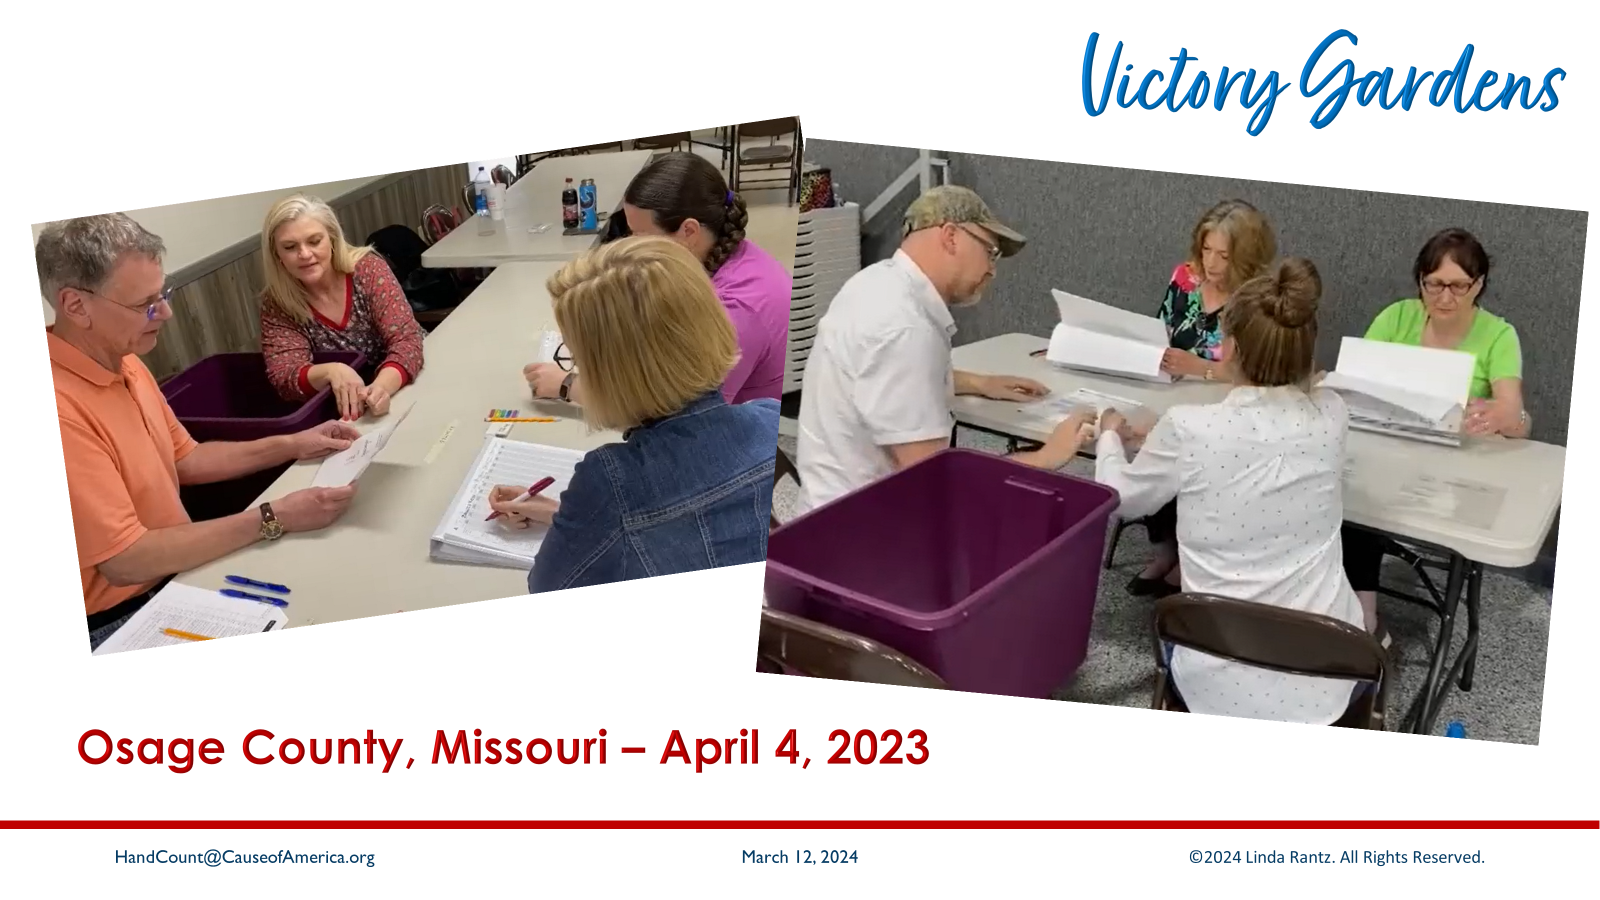 Victory Gardens
Osage County, Missouri – April 4, 2023
HandCount@CauseofAmerica.org
March 12, 2024
©2024 Linda Rantz. All Rights Reserved.